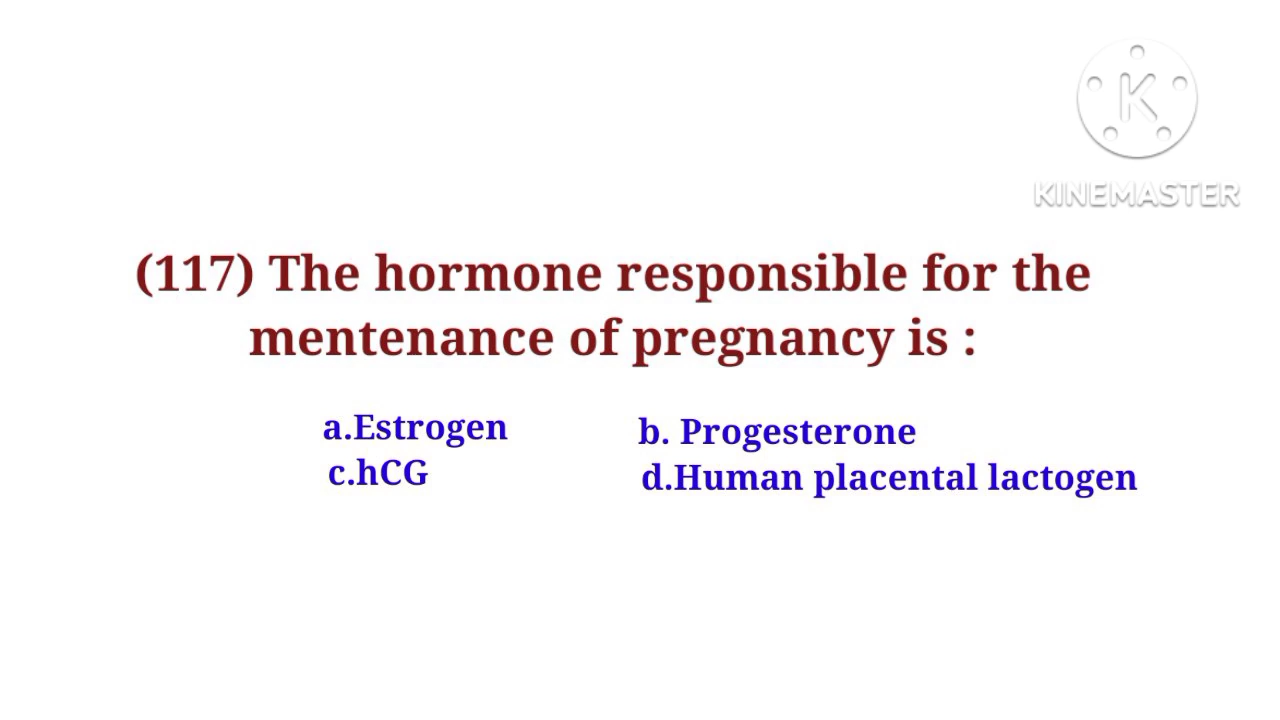 K
KINEMASTER
(117) The hormone responsible for the
mentenance of pregnancy is :
a.Estrogen b. Progesterone
c.hCG d.Human placental lactogen